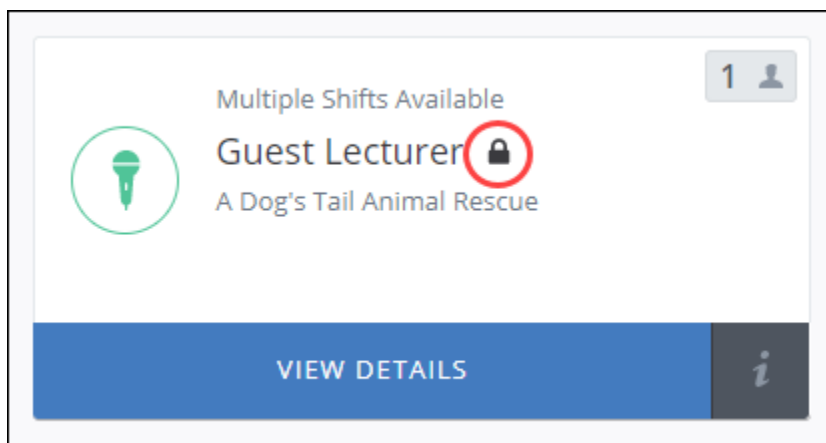 1
Multiple Shifts Available
Guest Lecturer
A Dog's Tail Animal Rescue
VIEW DETAILS
i